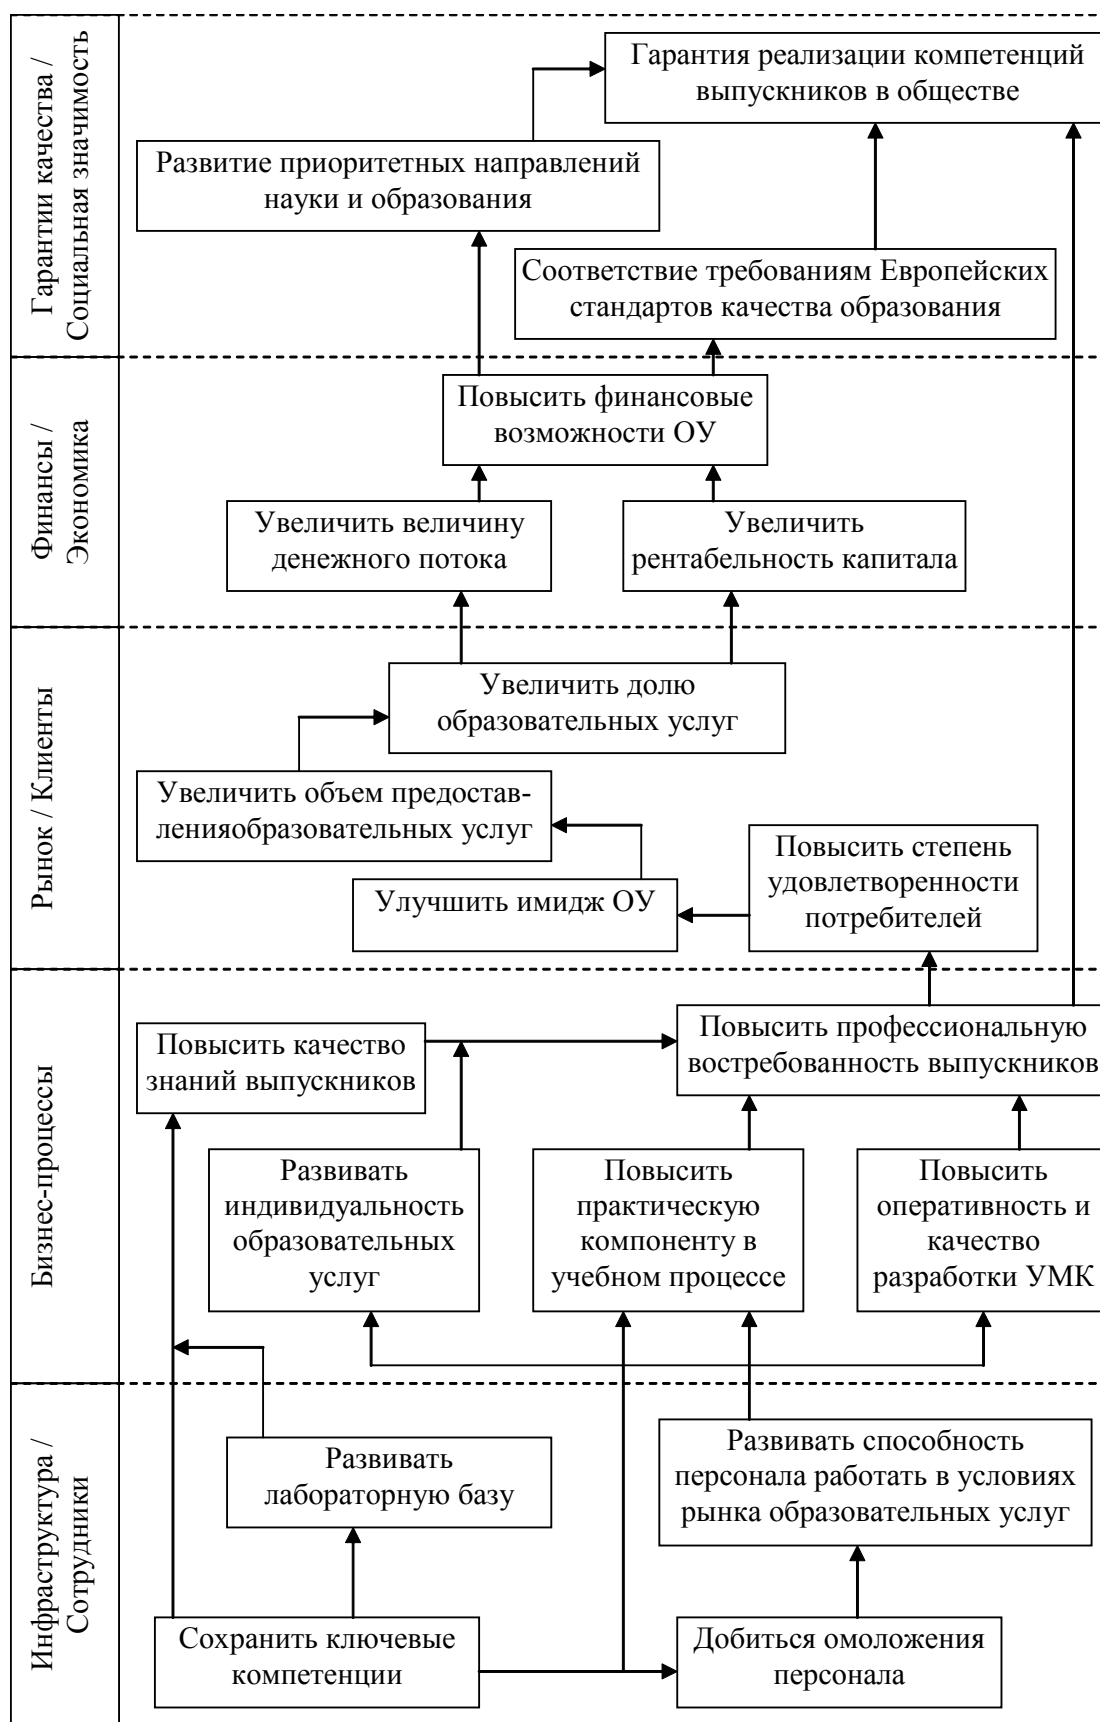 Гарантии качества /
Социальная значимость
Гарантия реализации компетенций
выпускников в обществе
Развитие приоритетных направлений
науки и образования
Соответствие требованиям Европейских
стандартов качества образования
Финансы /
Экономика
Повысить финансовые
возможности ОУ
Увеличить величину
денежного потока
Увеличить
рентабельность капитала
Рынок / Клиенты
Увеличить долю
образовательных услуг
Увеличить объем предостав-
ленияобразовательных услуг
Повысить степень
удовлетворенности
потребителей
Улучшить имидж ОУ
Бизнес-процессы
Повысить качество
знаний выпускников
Повысить профессиональную
востребованность выпускников
Развивать
индивидуальность
образовательных
услуг
Повысить
практическую
компоненту в
учебном процессе
Повысить
оперативность и
качество
разработки УМК
Инфраструктура /
Сотрудники
Развивать
лабораторную базу
Развивать способность
персонала работать в условиях
рынка образовательных услуг
Сохранить ключевые
компетенции
Добиться омоложения
персонала